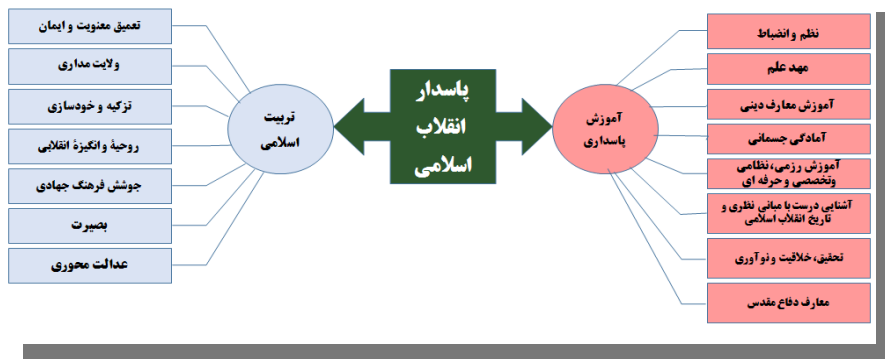 نظم و انضباط
مهد علم
آموزش معارف دینی
آمادگی جسمانی
آموزش رزمی، نظامی
وتخصصی و حرفه ای
آشنایی درست با مبانی نظری و
تاریخ انقلاب اسلامی
تحقیق، خلاقیت و نوآوری
معارف دفاع مقدس
آموزش
پاسداری
پاسدار
انقلاب
اسلامی
تربیت
اسلامی
تعمیق معنویت و ایمان
ولایت مداری
تزکیه و خودسازی
روحیهٔ و انگیزهٔ انقلابی
جوشش فرهنگ جهادی
بصیرت
عدالت محوری